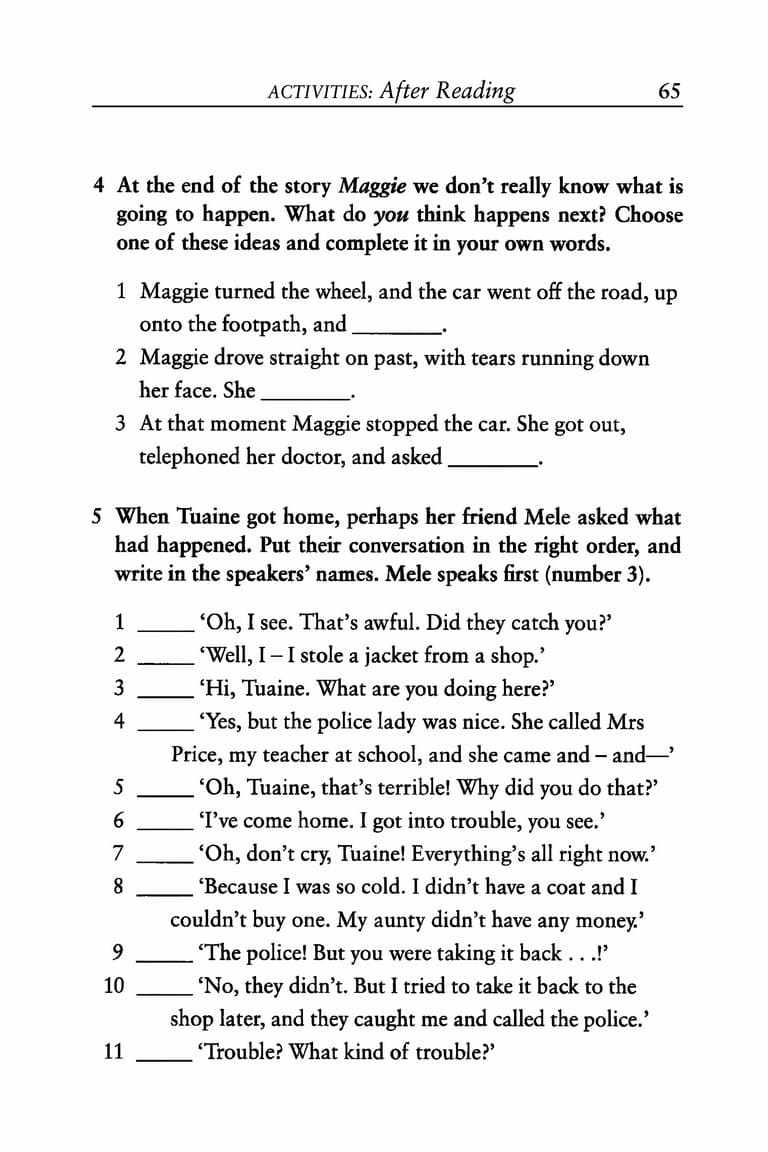 ACTIVITIES: After Reading 65
4 At the end of the story Maggie we don't really know what is
going to happen. What do you think happens next? Choose
one of these ideas and complete it in your own words.
1 Maggie turned the wheel, and the car went off the road, up
onto the footpath, and ________.
2 Maggie drove straight on past, with tears running down
her face. She ________.
3 At that moment Maggie stopped the car. She got out,
telephoned her doctor, and asked ________.
5 When Tuaine got home, perhaps her friend Mele asked what
had happened. Put their conversation in the right order, and
write in the speakers' names. Mele speaks first (number 3).
1 _____ ‘Oh, I see. That's awful. Did they catch you?’
2 _____ ‘Well, I – I stole a jacket from a shop.’
3 _____ ‘Hi, Tuaine. What are you doing here?’
4 _____ ‘Yes, but the police lady was nice. She called Mrs
Price, my teacher at school, and she came and – and—’
5 _____ ‘Oh, Tuaine, that's terrible! Why did you do that?’
6 _____ ‘I've come home. I got into trouble, you see.’
7 _____ ‘Oh, don't cry, Tuaine! Everything's all right now.’
8 _____ ‘Because I was so cold. I didn't have a coat and I
couldn't buy one. My aunty didn't have any money.’
9 _____ ‘The police! But you were taking it back . . .!’
10 _____ ‘No, they didn't. But I tried to take it back to the
shop later, and they caught me and called the police.’
11 _____ ‘Trouble? What kind of trouble?’